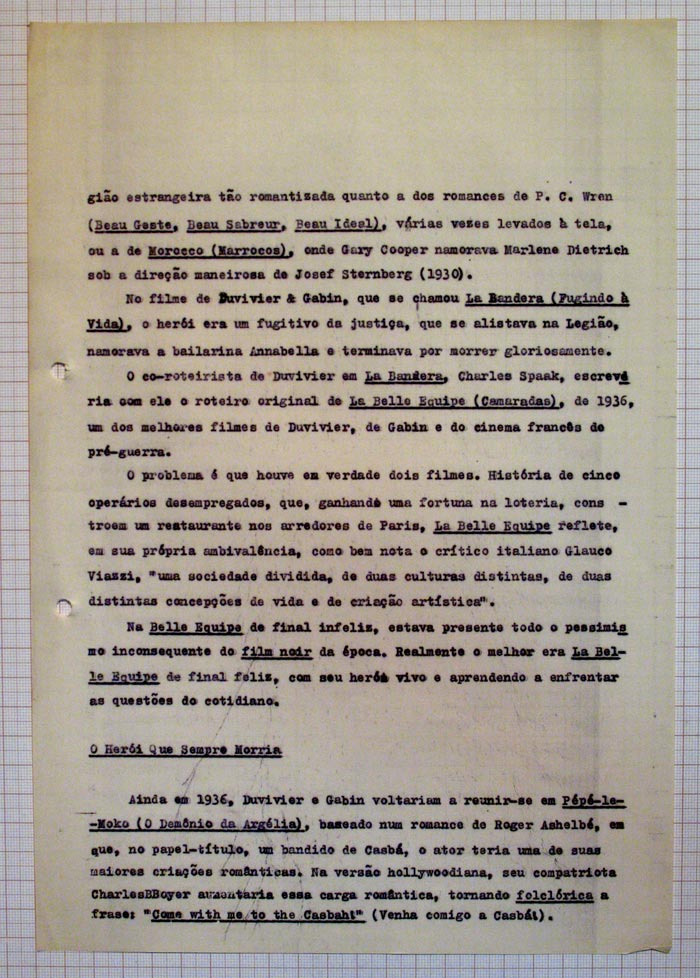 gião estrangeira tão romantizada quanto a dos romances de P. C. Wren
(Beau Geste, Beau Sabreur, Beau Ideal), várias vezes levados à tela,
ou a de Morocco (Marrocos), onde Gary Cooper namorava Marlene Dietrich
sob a direção maneirosa de Josef Sternberg (1930).
No filme de Duvivier & Gabin, que se chamou La Bandera (Fugindo à
Vida), o herói era um fugitivo da justiça, que se alistava na Legião,
namorava a bailarina Annabella e terminava por morrer gloriosamente.
O co-roteirista de Duvivier em La Bandera, Charles Spaak, escreve
ria com ele o roteiro original de La Belle Equipe (Camaradas), de 1936,
um dos melhores filmes de Duvivier, de Gabin e do cinema francês de
pré-guerra.
O problema é que houve em verdade dois filmes. História de cinco
operários desempregados, que, ganhando uma fortuna na loteria, cons -
troem um restaurante nos arredores de Paris, La Belle Equipe reflete,
em sua própria ambivalência, como bem nota o crítico italiano Glauco
Viazzi, "uma sociedade dividida, de duas culturas distintas, de duas
distintas concepções de vida e de criação artística".
Na Belle Equipe de final infeliz, estava presente todo o pessimis
mo inconsequente do film noir da época. Realmente o melhor era La Bel-
le Equipe de final feliz, com seu herói vivo e aprendendo a enfrentar
as questões do cotidiano.
O Herói Que Sempre Morria
Ainda em 1936, Duvivier e Gabin voltariam a reunir-se em Pépé-le-
-Moko (O Demônio da Argélia), baseado num romance de Roger Ashelbé, em
que, no papel-título, um bandido de Casbá, o ator teria uma de suas
maiores criações românticas. Na versão hollywoodiana, seu compatriota
CharlesBBoyer aumentaria essa carga romântica, tornando folclórica a
frase: "Come with me to the Casbah!" (Venha comigo a Casbá!).